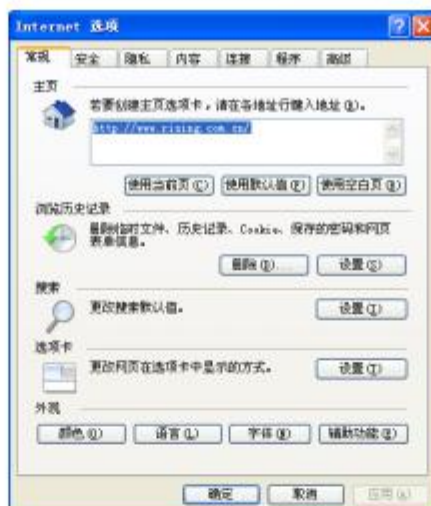 Internet 选项
常规 安全 隐私 内容 连接 程序 高级
主页
若要创建主页选项卡，请在各地址行键入地址(R)。
http://www.rising.com.cn/
使用当前页(C) 使用默认值(F) 使用空白页(B)
浏览历史记录
删除临时文件、历史记录、Cookie、保存的密码和网页
表单信息。
删除(D)... 设置(S)
搜索
更改搜索默认值。 设置(I)
选项卡
更改网页在选项卡中显示的方式。 设置(T)
外观
颜色(O) 语言(L) 字体(N) 辅助功能(E)
确定 取消 应用(A)